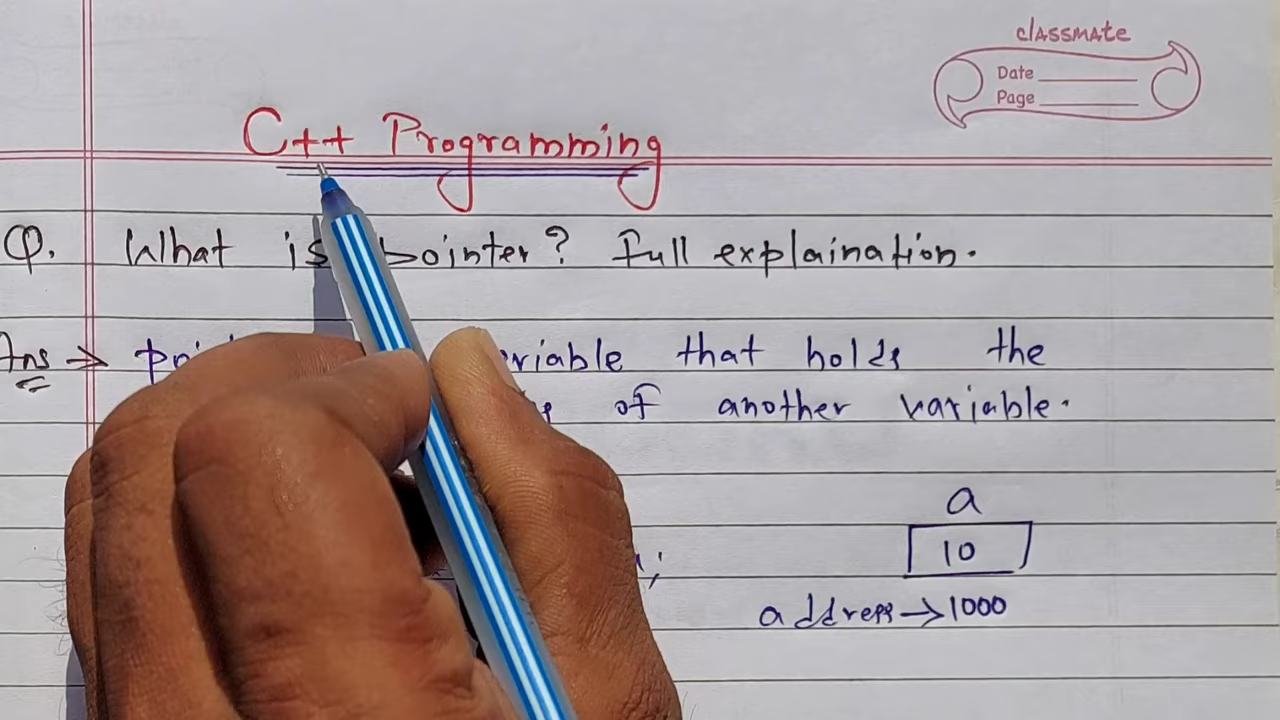 classmate
Date
Page
C++ Programming
Q. What is pointer? Full explaination.
Ans → variable that holds the
of another variable.
a
10
address → 1000